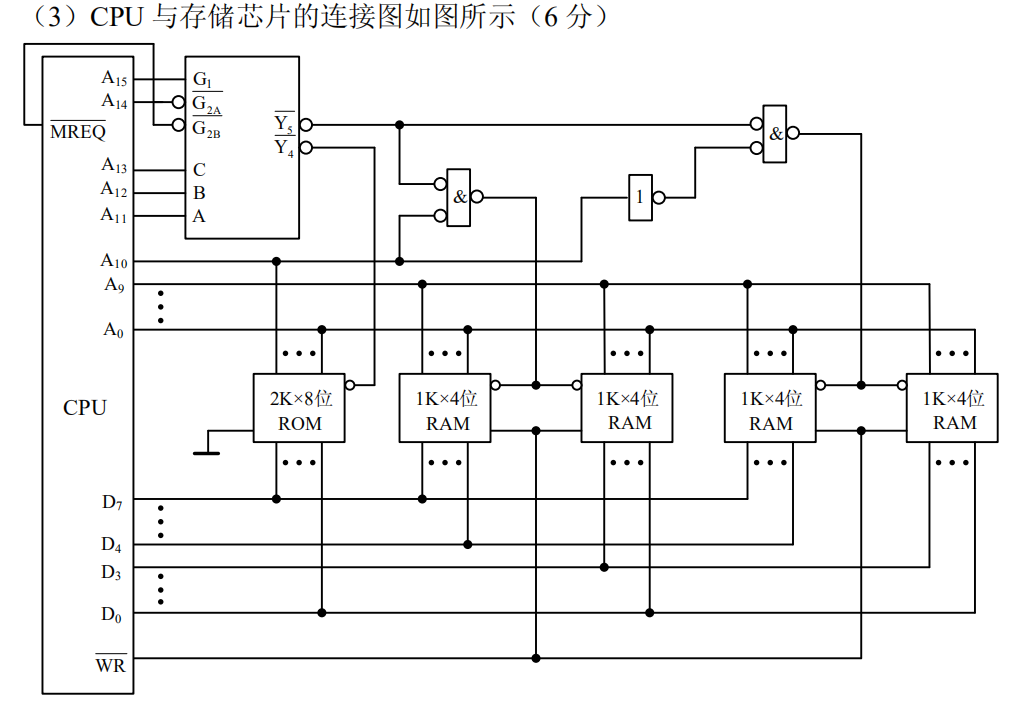 （3）CPU 与存储芯片的连接图如图所示（6 分）
A15 G1
A14 G2A
MREQ G2B
Y5
Y4
&
&
1
A13 C
A12 B
A11 A
A10
A9
A0
CPU
2K×8位 ROM
1K×4位 RAM
1K×4位 RAM
1K×4位 RAM
1K×4位 RAM
D7
D4
D3
D0
WR